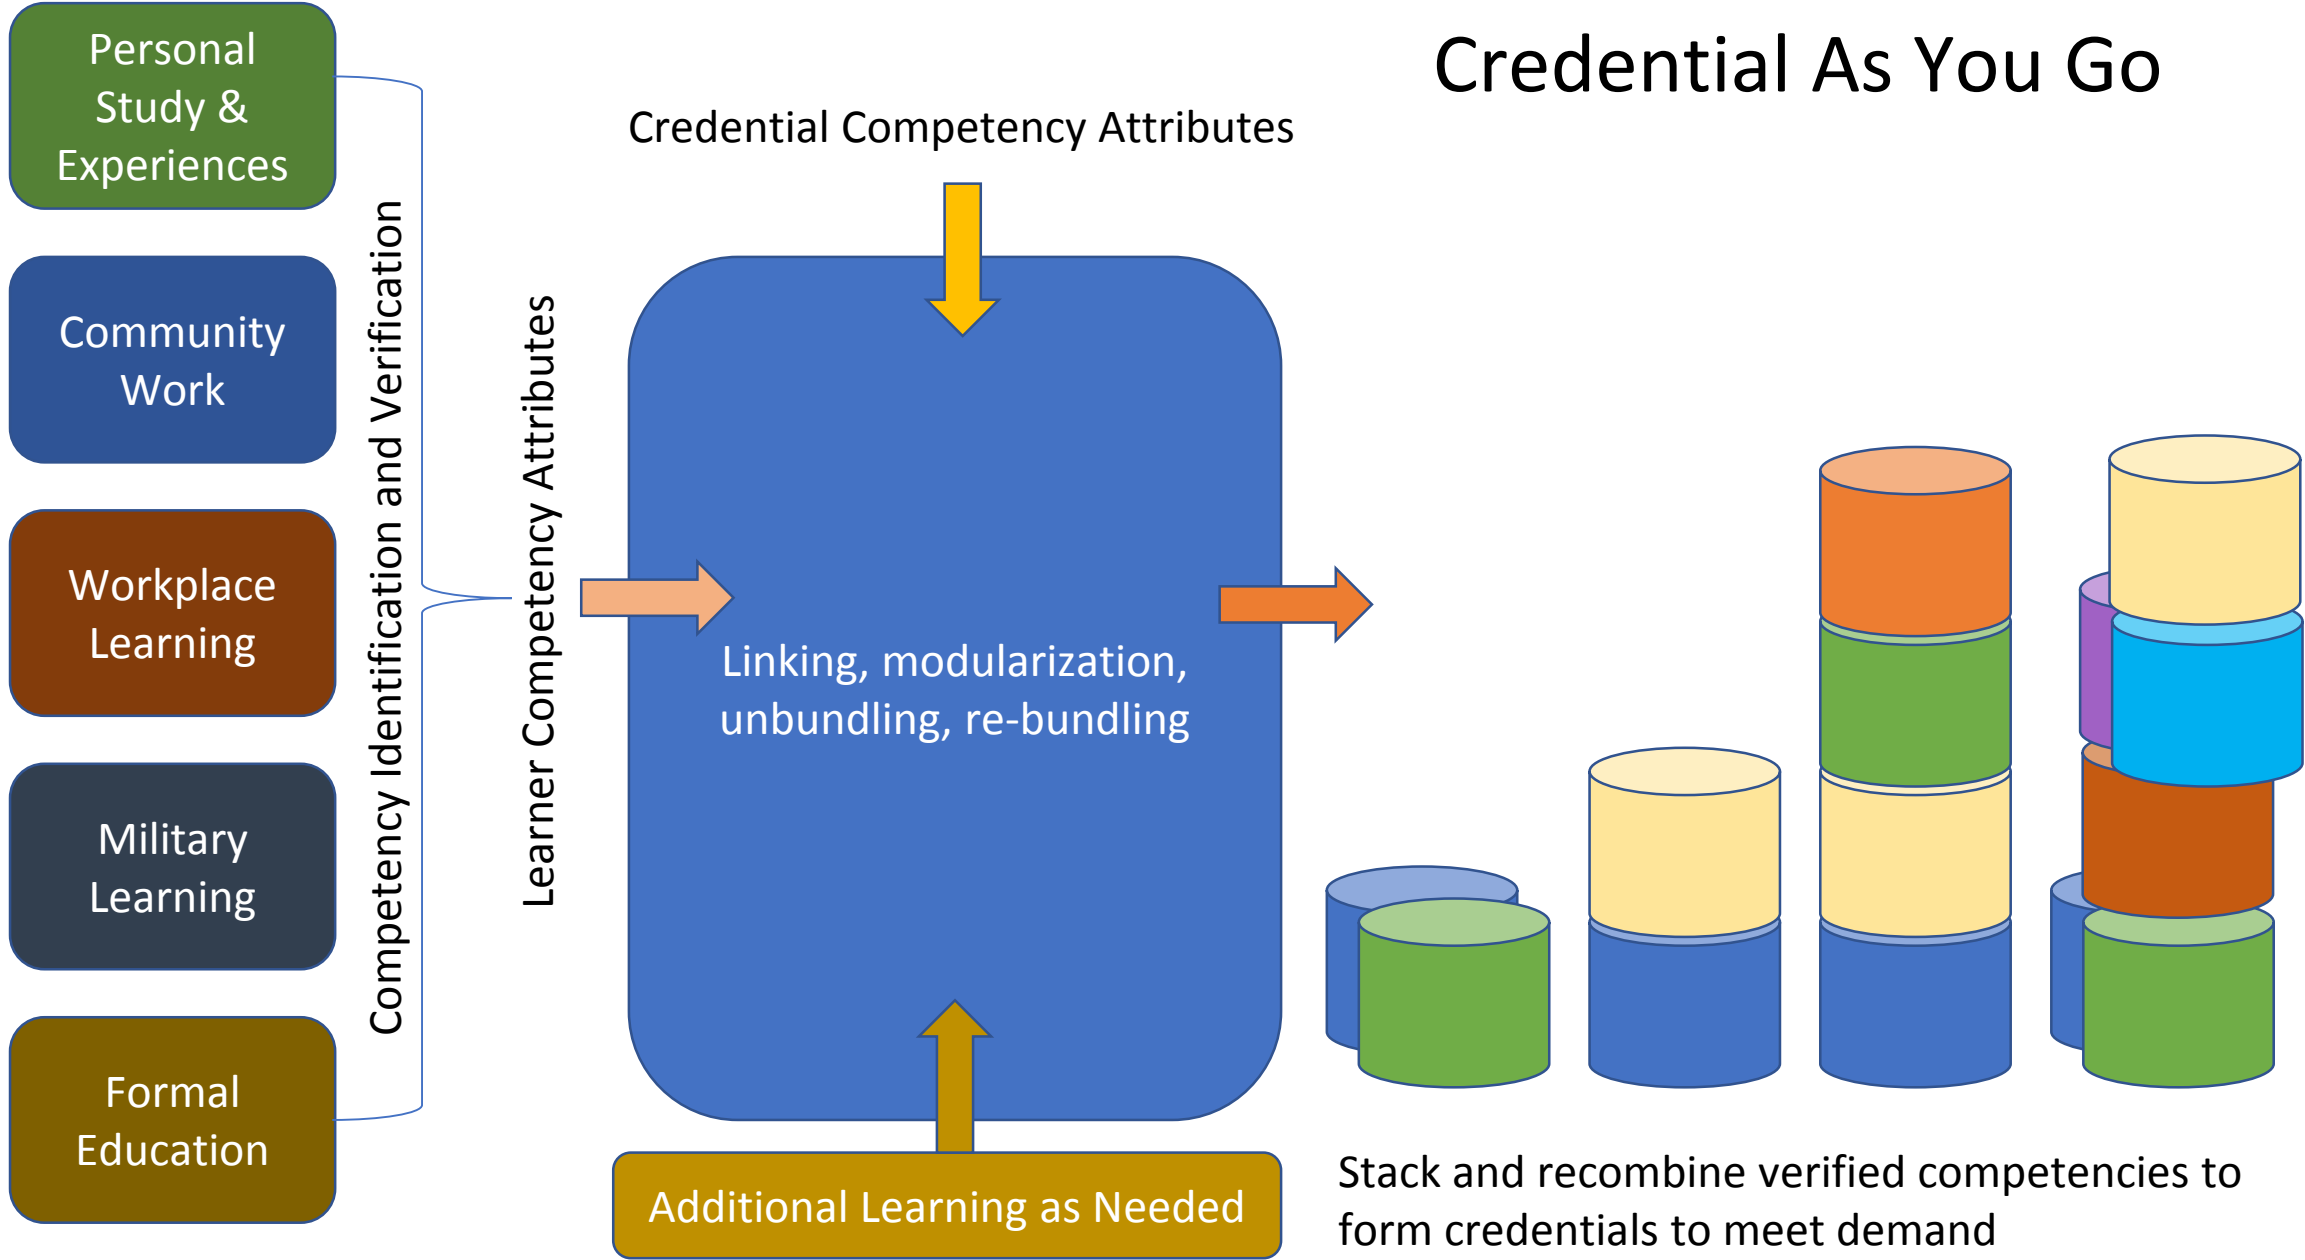 Credential As You Go
Personal
Study &
Experiences
Community
Work
Workplace
Learning
Military
Learning
Formal
Education
Competency Identification and Verification
Learner Competency Attributes
Credential Competency Attributes
Linking, modularization,
unbundling, re-bundling
Additional Learning as Needed
Stack and recombine verified competencies to
form credentials to meet demand